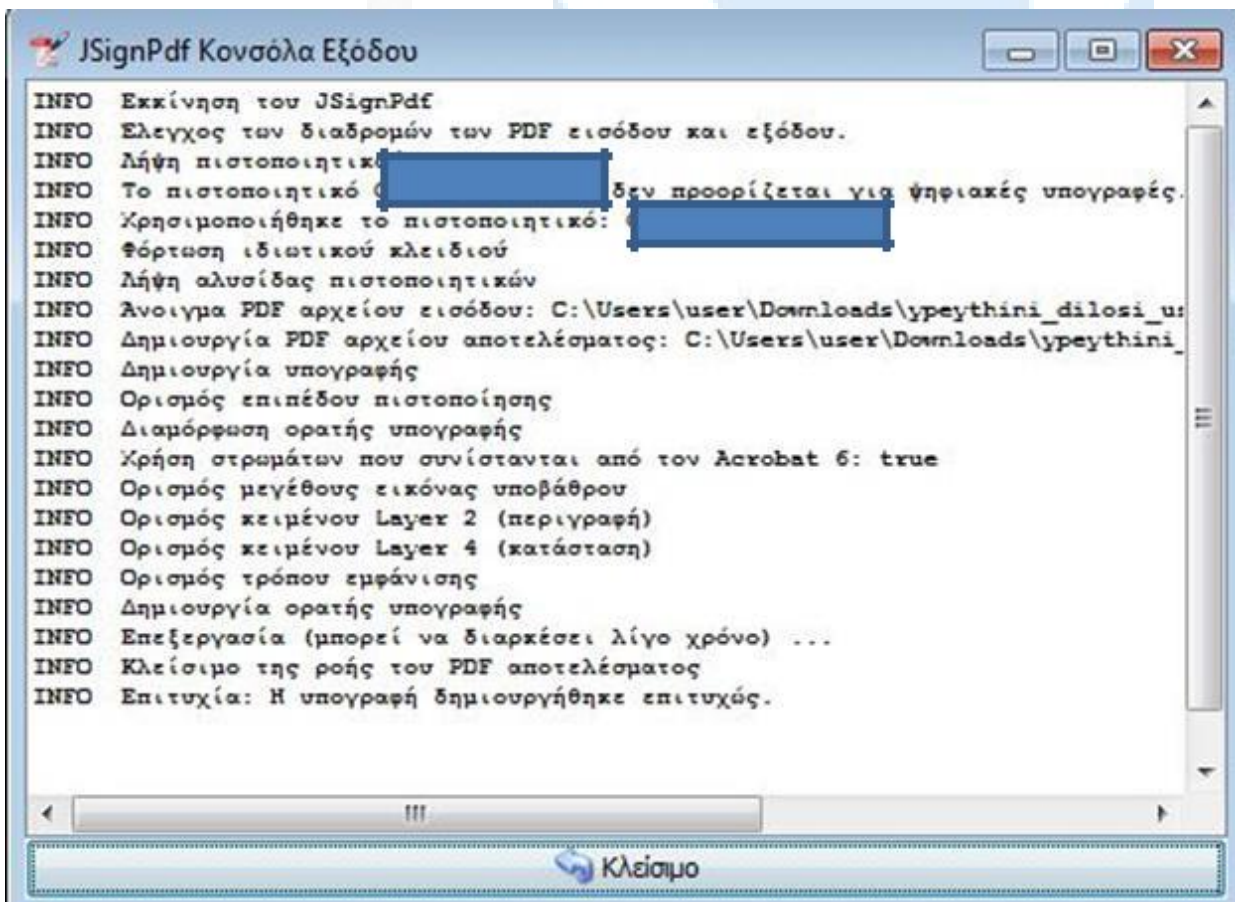 JSignPdf Κονσόλα Εξόδου
INFO Εκκίνηση του JSignPdf
INFO Έλεγχος των διαδρομών των PDF εισόδου και εξόδου.
INFO Λήψη
INFO Το πιστοποιητικό δεν προορίζεται για ψηφιακές υπογραφές.
INFO Χρησιμοποιήθηκε το πιστοποιητικό:
INFO Φόρτωση ιδιωτικού κλειδιού
INFO Λήψη αλυσίδας πιστοποιητικών
INFO Άνοιγμα PDF αρχείου εισόδου: C:\Users\user\Downloads\ypeythini_dilosi_us
INFO Δημιουργία PDF αρχείου αποτελέσματος: C:\Users\user\Downloads\ypeythini_
INFO Δημιουργία υπογραφής
INFO Ορισμός επιπέδου πιστοποίησης
INFO Διαμόρφωση ορατής υπογραφής
INFO Χρήση στρωμάτων που συνίστανται από τον Acrobat 6: true
INFO Ορισμός μεγέθους εικόνας υποβάθρου
INFO Ορισμός κειμένου Layer 2 (περιγραφή)
INFO Ορισμός κειμένου Layer 4 (κατάσταση)
INFO Ορισμός τρόπου εμφάνισης
INFO Δημιουργία ορατής υπογραφής
INFO Επεξεργασία (μπορεί να διαρκέσει λίγο χρόνο) ...
INFO Κλείσιμο της ροής του PDF αποτελέσματος
INFO Επιτυχία: Η υπογραφή δημιουργήθηκε επιτυχώς.
Κλείσιμο